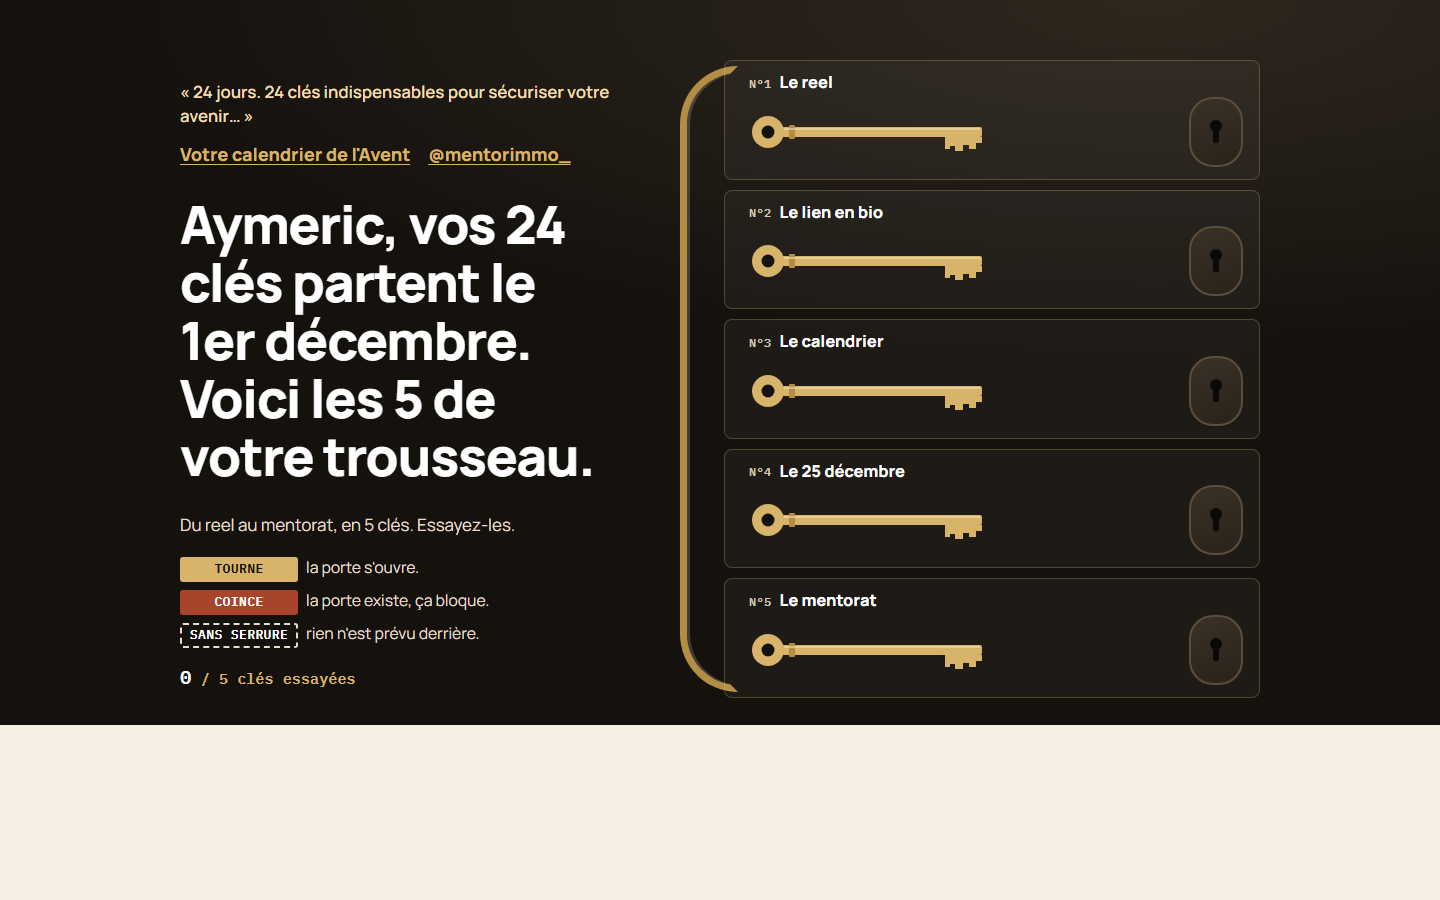 « 24 jours. 24 clés indispensables pour sécuriser votre
avenir... »
Votre calendrier de l'Avent @mentorimmo_
Aymeric, vos 24
clés partent le
1er décembre.
Voici les 5 de
votre trousseau.
Du reel au mentorat, en 5 clés. Essayez-les.
TOURNE la porte s'ouvre.
COINCE la porte existe, ça bloque.
SANS SERRURE rien n'est prévu derrière.
0 / 5 clés essayées
N°1 Le reel
N°2 Le lien en bio
N°3 Le calendrier
N°4 Le 25 décembre
N°5 Le mentorat